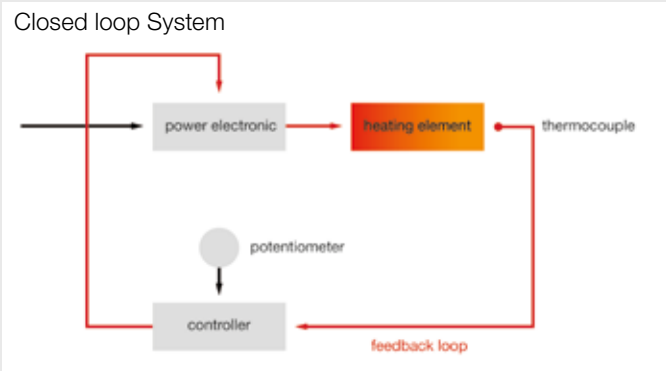 Closed loop System
power electronic
heating element
thermocouple
potentiometer
controller
feedback loop